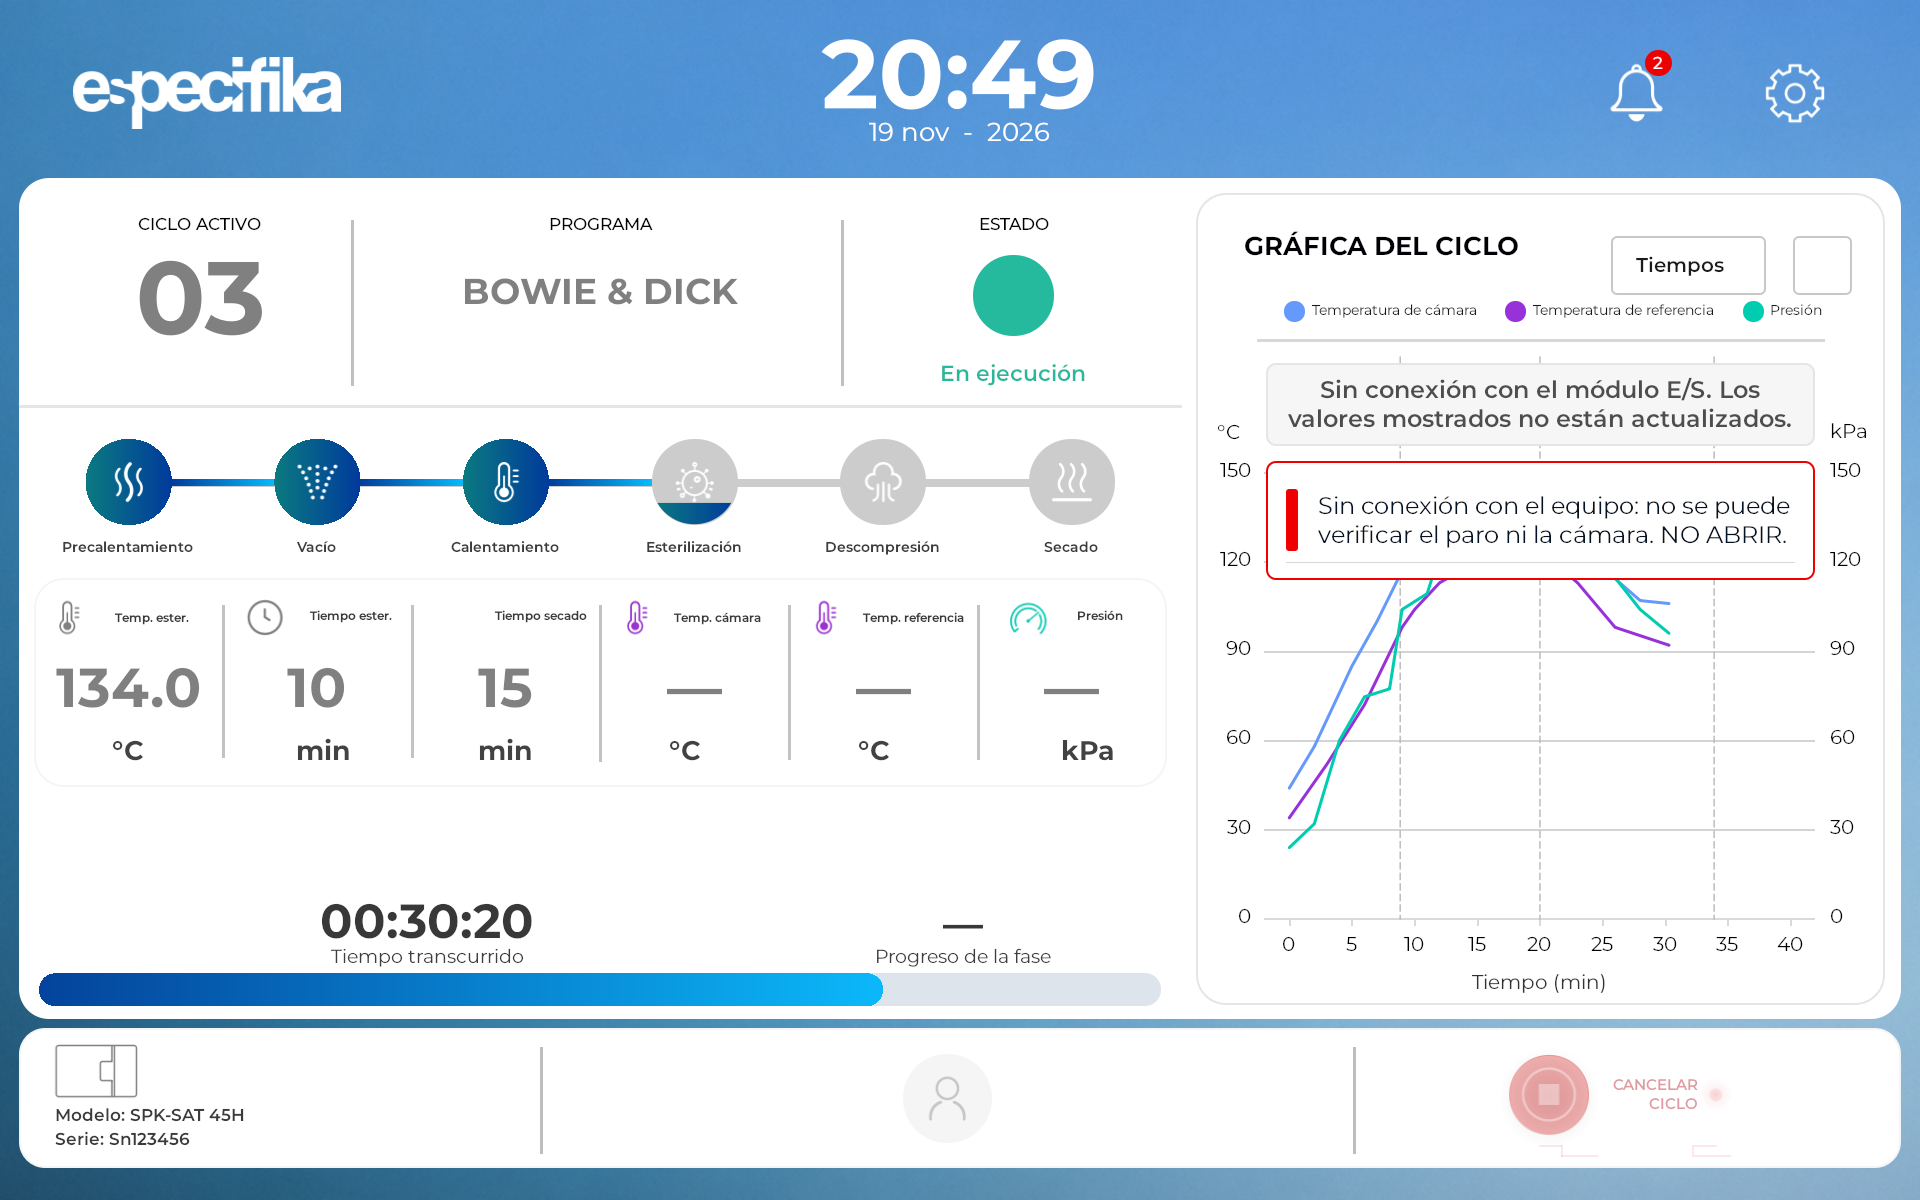 especifika
20:49
19 nov - 2026
2
CICLO ACTIVO
03
PROGRAMA
BOWIE & DICK
ESTADO
En ejecución
Precalentamiento
Vacío
Calentamiento
Esterilización
Descompresión
Secado
Temp. ester.
134.0
°C
Tiempo ester.
10
min
Tiempo secado
15
min
Temp. cámara
—
°C
Temp. referencia
—
°C
Presión
—
kPa
00:30:20
Tiempo transcurrido
—
Progreso de la fase
GRÁFICA DEL CICLO
Tiempos
Temperatura de cámara
Temperatura de referencia
Presión
Sin conexión con el módulo E/S. Los
valores mostrados no están actualizados.
Sin conexión con el equipo: no se puede
verificar el paro ni la cámara. NO ABRIR.
°C
kPa
150
150
120
120
90
90
60
60
30
30
0
0
0 5 10 15 20 25 30 35 40
Tiempo (min)
Modelo: SPK-SAT 45H
Serie: Sn123456
CANCELAR
CICLO